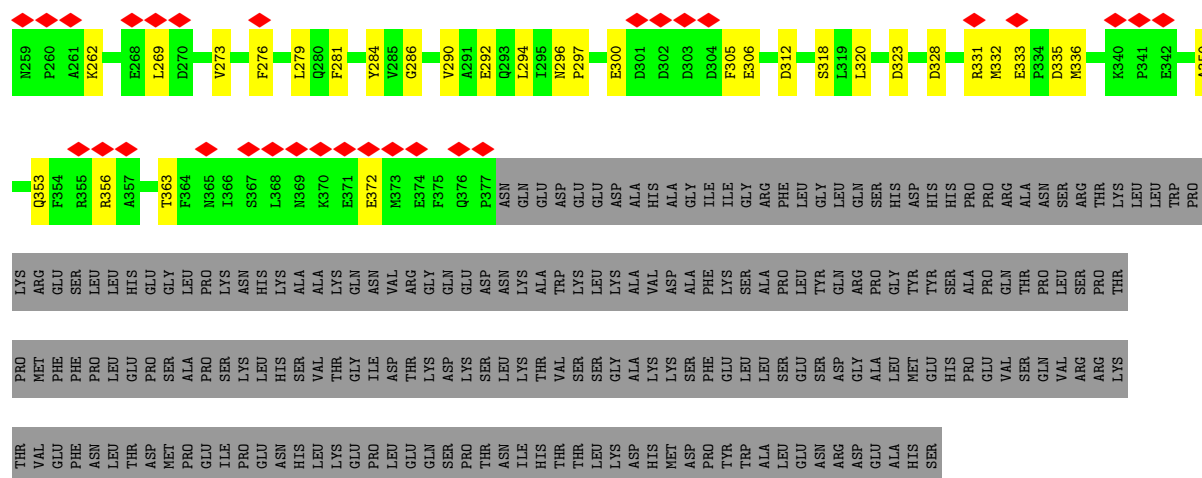 N259 P260 A261 K262 E268 L269 D270 V273 F276 L279 Q280 F281 Y284 V285 G286 V290 A291 E292 Q293 L294 I295 N296 P297 E300 D301 D302 D303 D304 F305 E306 D312 S318 L319 L320 D323 D328 R331 M332 E333 P334 D335 M336 K340 P341 E342
Q353 F354 R355 R356 A357 T363 F364 N365 I366 S367 L368 N369 K370 E371 E372 M373 E374 F375 Q376 P377 ASN GLN GLU ASP GLU GLU ASP ALA HIS ALA GLY ILE ILE GLY ARG PHE LEU GLY LEU GLN SER HIS ASP HIS HIS PRO PRO ARG ALA ASN SER ARG THR LYS LEU LEU TRP PRO
LYS ARG GLU SER LEU LEU HIS GLU GLY LEU PRO LYS ASN HIS LYS ALA ALA LYS GLN ASN VAL ARG GLY GLN GLU ASP ASN LYS ALA TRP LYS LEU LYS ALA VAL ASP ALA PHE LYS SER ALA PRO LEU TYR GLN ARG PRO GLY TYR TYR SER ALA PRO GLN THR PRO LEU SER PRO THR
PRO MET PHE PHE PRO LEU GLU PRO SER ALA PRO SER LYS LEU HIS SER VAL THR GLY ILE ASP THR LYS ASP LYS SER LEU LYS THR VAL SER SER GLY ALA LYS LYS SER PHE GLU LEU LEU SER GLU SER ASP GLY ALA LEU MET GLU HIS PRO GLU VAL SER GLN VAL ARG ARG LYS
THR VAL GLU PHE ASN LEU THR ASP MET PRO GLU ILE PRO GLU ASN HIS LEU LYS GLU PRO LEU GLU GLN SER PRO THR ASN ILE HIS THR THR LEU LYS ASP HIS MET ASP PRO TYR TRP ALA LEU GLU ASN ARG ASP GLU ALA HIS SER